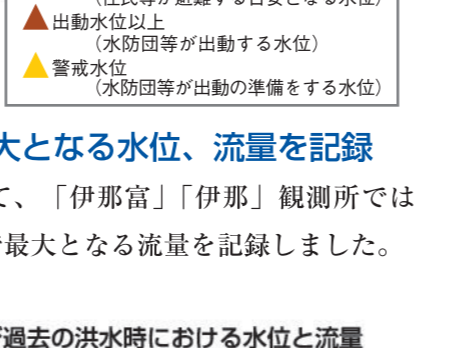 (住民等が避難する目安となる水位)
▲出動水位以上
(水防団等が出動する水位)
▲警戒水位
(水防団等が出動の準備をする水位)
大となる水位、流量を記録
て、「伊那富」「伊那」観測所では
最大となる流量を記録しました。
過去の洪水時における水位と流量